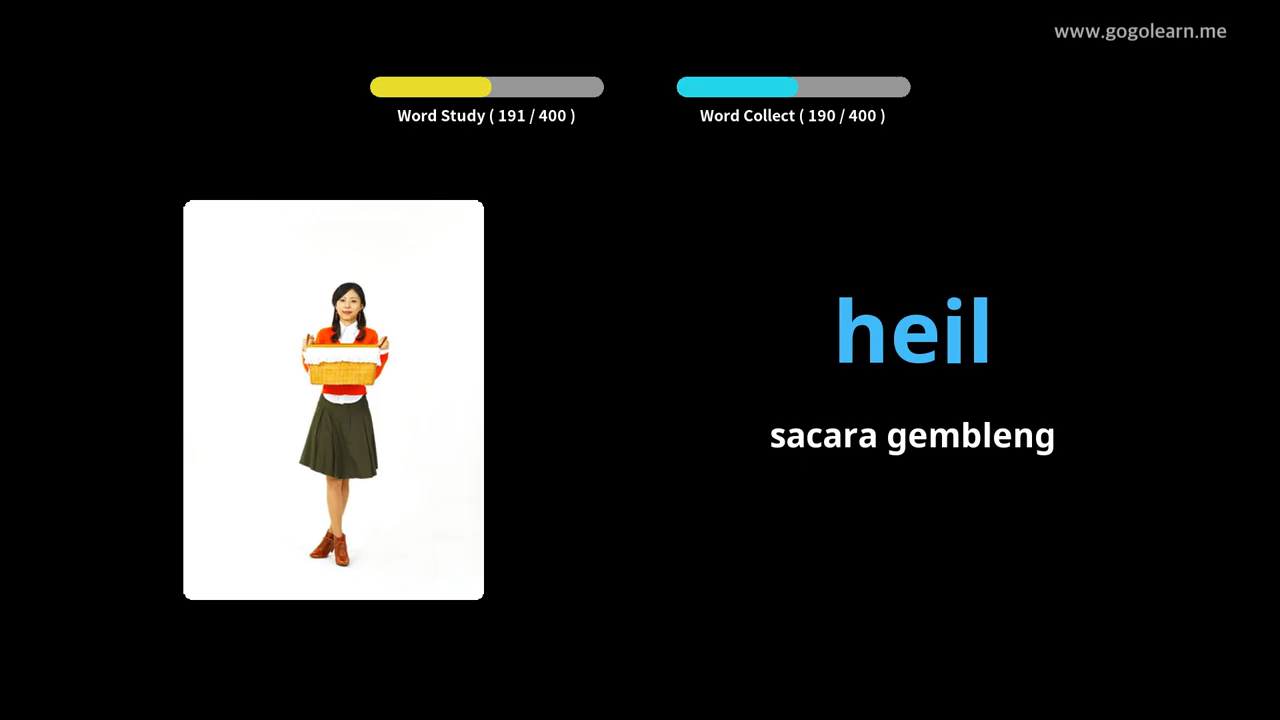 www.gogolearn.me
Word Study ( 191 / 400 )
Word Collect ( 190 / 400 )
heil
sacara gembleng